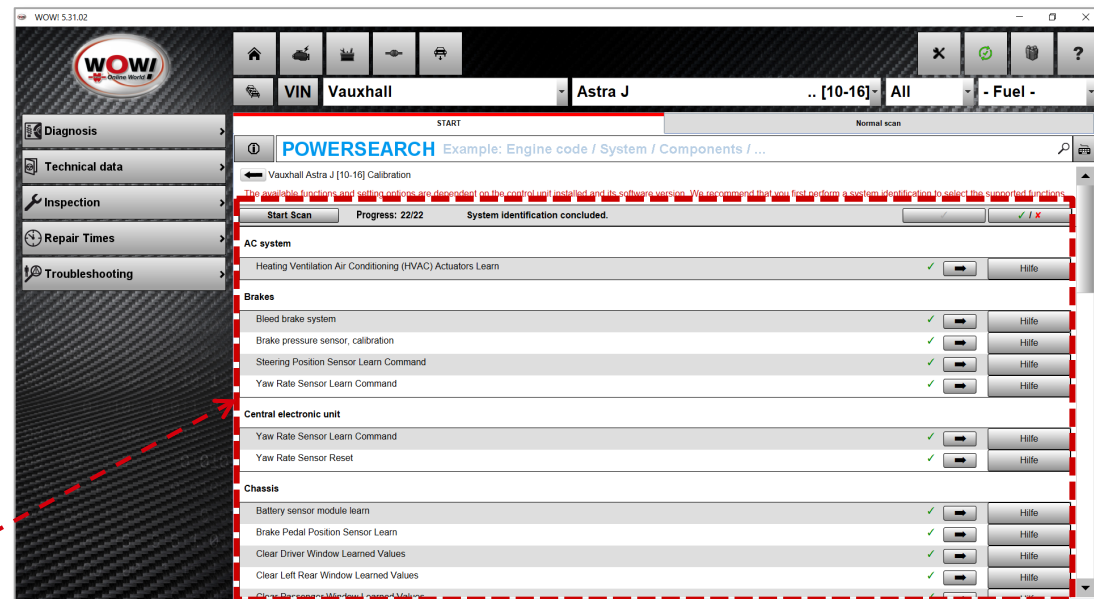 WOW! 5.31.02
WOW!
Online World
VIN Vauxhall Astra J .. [10-16] All - Fuel -
START Normal scan
Diagnosis
Technical data
Inspection
Repair Times
Troubleshooting
POWERSEARCH Example: Engine code / System / Components / ...
Vauxhall Astra J [10-16] Calibration
The available functions and setting options are dependent on the control unit installed and its software version. We recommend that you first perform a system identification to select the supported functions
Start Scan Progress: 22/22 System identification concluded. ✓ ✓ / ✗
AC system
Heating Ventilation Air Conditioning (HVAC) Actuators Learn ✓ Hilfe
Brakes
Bleed brake system ✓ Hilfe
Brake pressure sensor, calibration ✓ Hilfe
Steering Position Sensor Learn Command ✓ Hilfe
Yaw Rate Sensor Learn Command ✓ Hilfe
Central electronic unit
Yaw Rate Sensor Learn Command ✓ Hilfe
Yaw Rate Sensor Reset ✓ Hilfe
Chassis
Battery sensor module learn ✓ Hilfe
Brake Pedal Position Sensor Learn ✓ Hilfe
Clear Driver Window Learned Values ✓ Hilfe
Clear Left Rear Window Learned Values ✓ Hilfe
Clear Passenger Window Learned Values